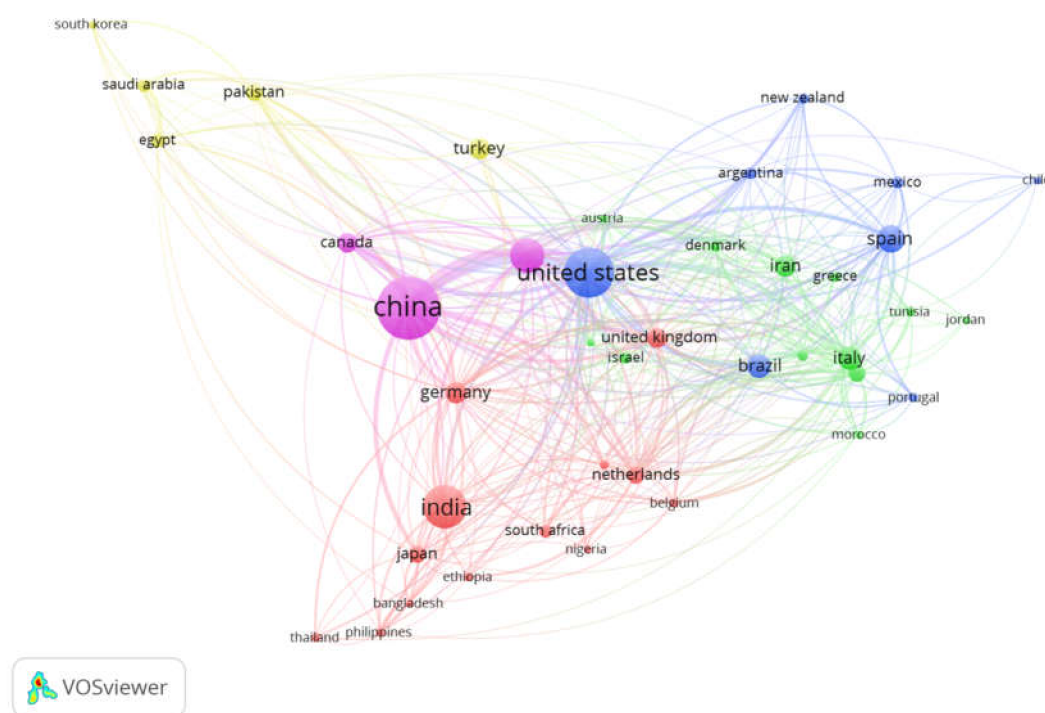 south korea
saudi arabia
pakistan
new zealand
egypt
turkey
argentina
mexico
chile
austria
canada
denmark
spain
united states
iran
greece
china
tunisia
jordan
united kingdom
israel
italy
brazil
germany
portugal
morocco
netherlands
india
belgium
south africa
nigeria
japan
ethiopia
bangladesh
thailand
philippines
VOSviewer